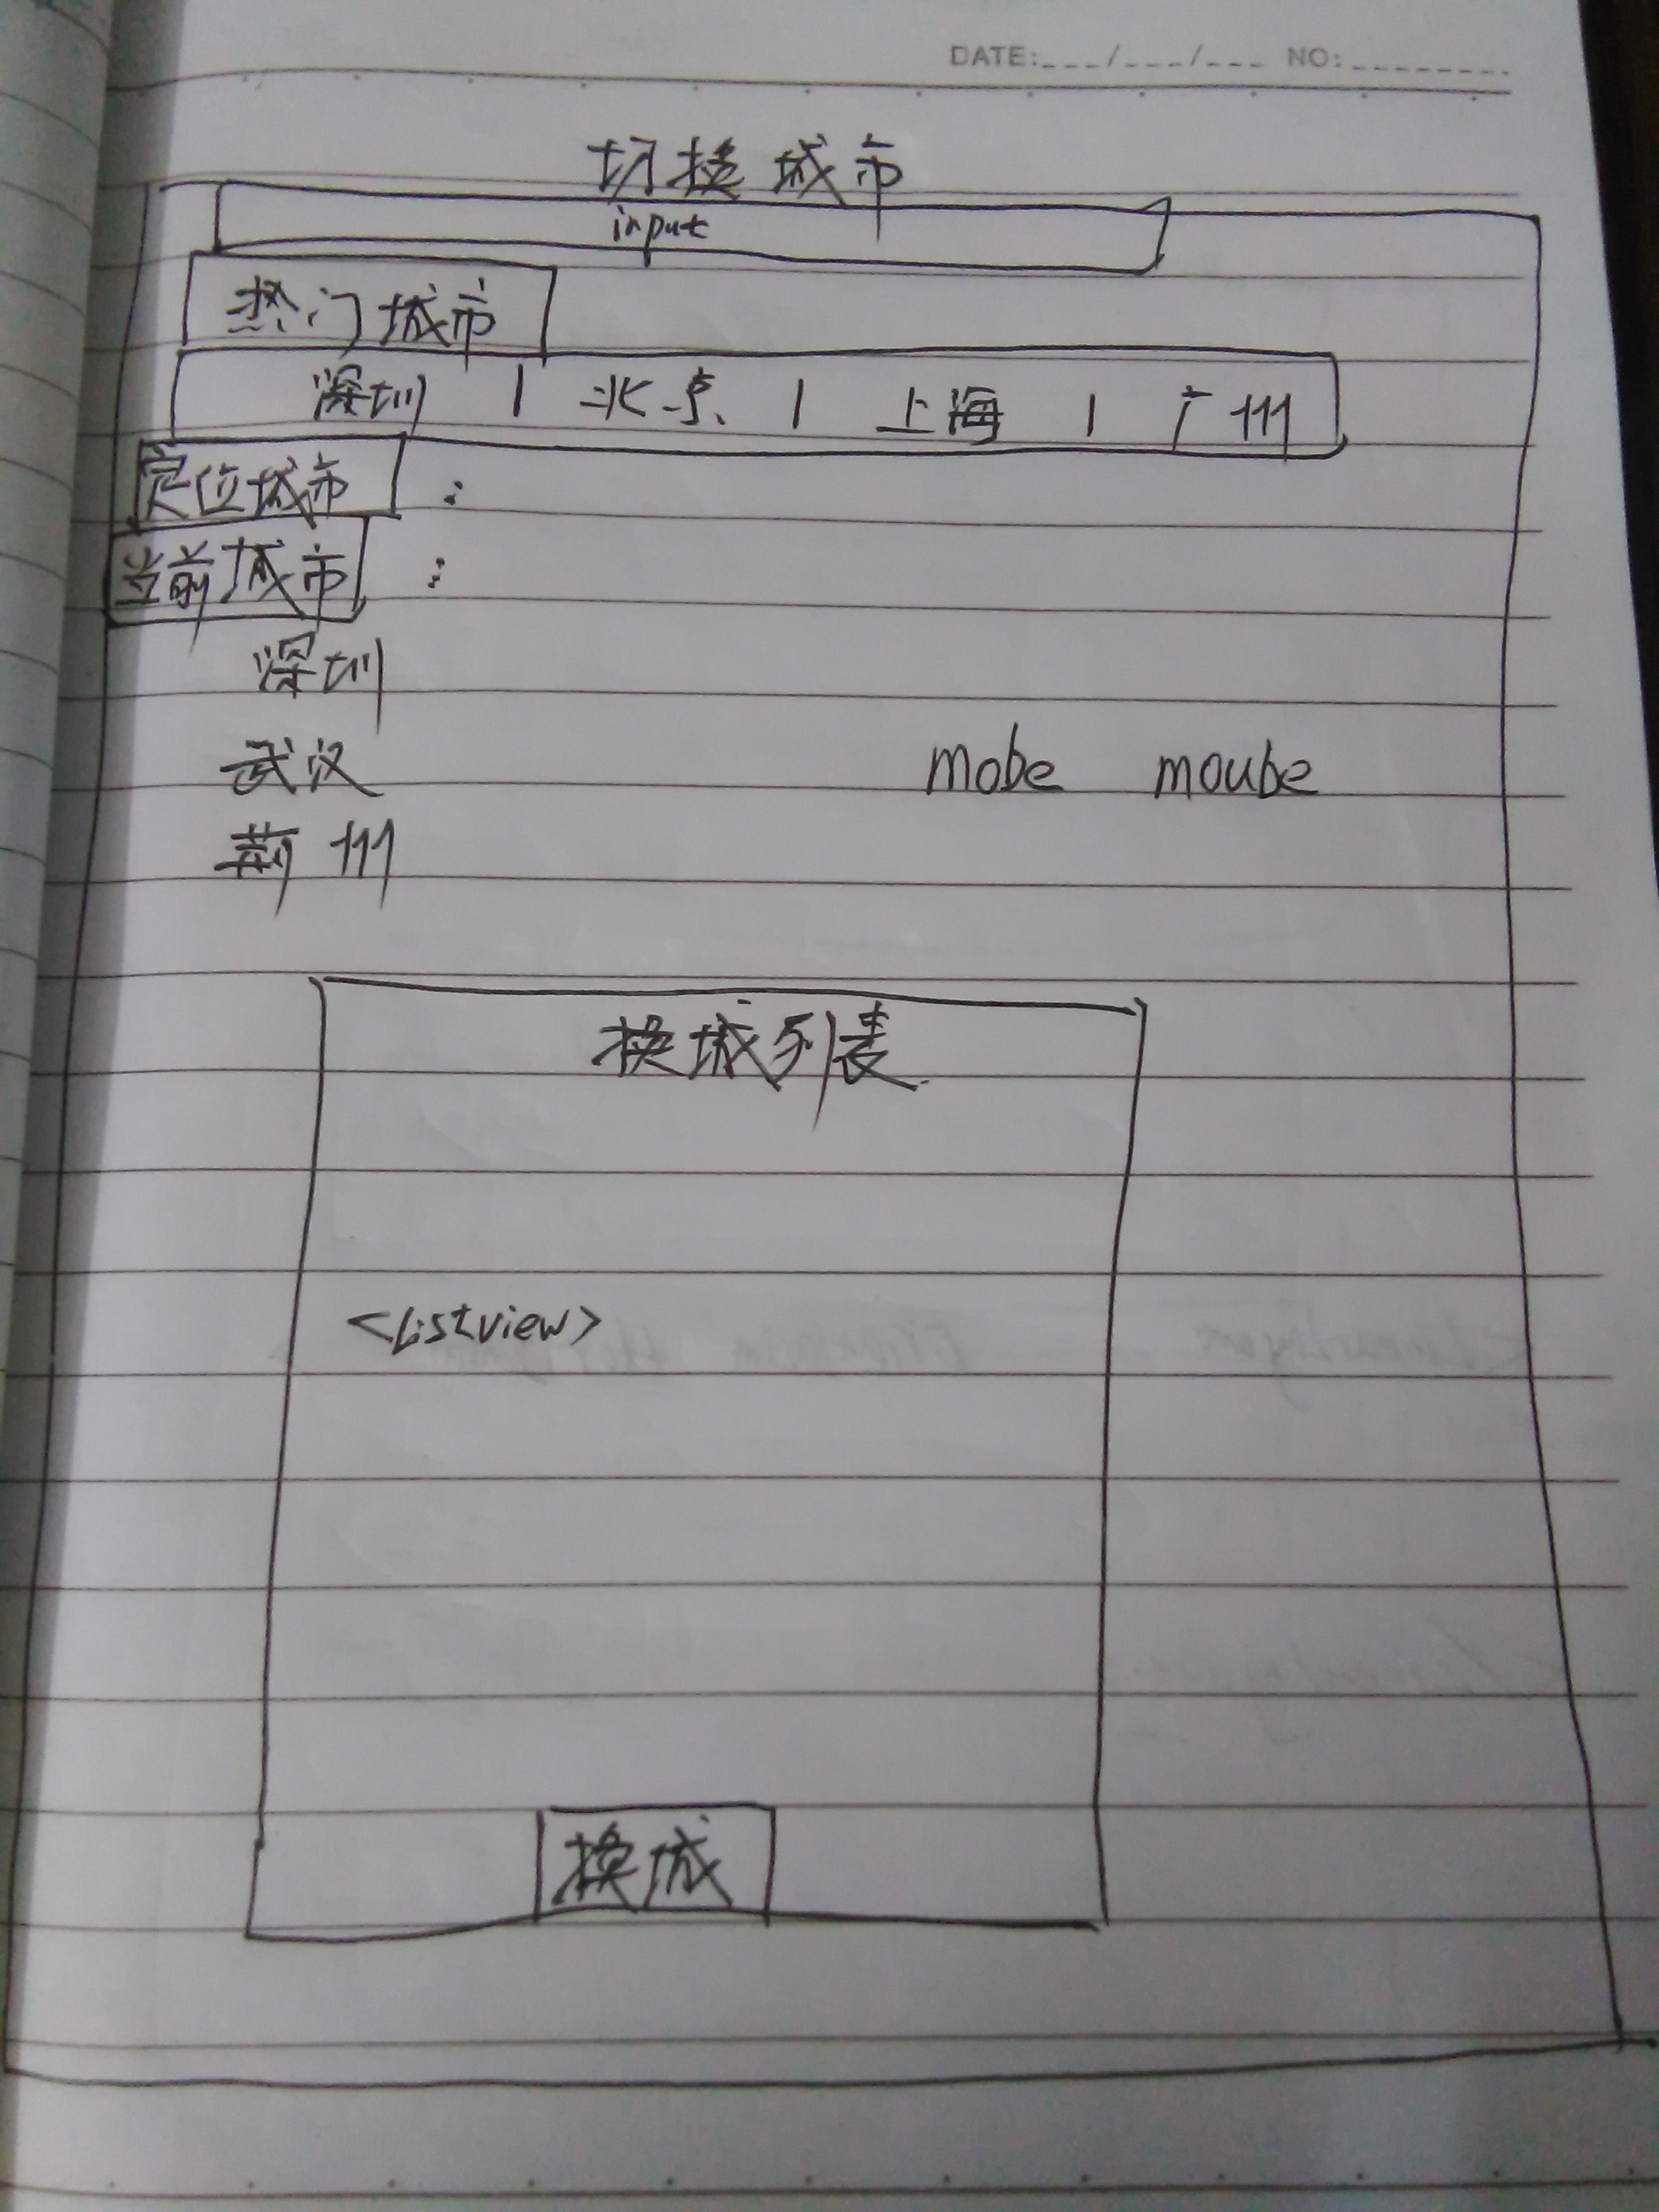 DATE:___/___/___ NO:________
切换城市
input
热门城市
深圳 | 北京 | 上海 | 广州
定位城市 :
当前城市 :
深圳
武汉 mobe moube
荆州
换城列表
<Listview>
换城